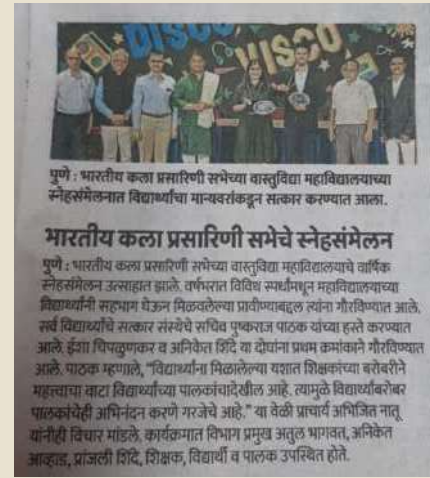 DISCO
VISCO
पुणे : भारतीय कला प्रसारिणी सभेच्या वास्तुविद्या महाविद्यालयाच्या
स्नेहसंमेलनात विद्यार्थ्यांचा मान्यवरांकडून सत्कार करण्यात आला.
भारतीय कला प्रसारिणी सभेचे स्नेहसंमेलन
पुणे : भारतीय कला प्रसारिणी सभेच्या वास्तुविद्या महाविद्यालयाचे वार्षिक
स्नेहसंमेलन उत्साहात झाले. वर्षभरात विविध स्पर्धांमधून महाविद्यालयाच्या
विद्यार्थ्यांनी सहभाग घेऊन मिळवलेल्या प्रावीण्याबद्दल त्यांना गौरविण्यात आले.
सर्व विद्यार्थ्यांचे सत्कार संस्थेचे सचिव पुष्कराज पाठक यांच्या हस्ते करण्यात
आले. ईशा चिपळुणकर व अनिकेत शिंदे या दोघांना प्रथम क्रमांकाने गौरविण्यात
आले. पाठक म्हणाले, "विद्यार्थ्यांना मिळालेल्या यशात शिक्षकांच्या बरोबरीने
महत्त्वाचा वाटा विद्यार्थ्यांच्या पालकांचादेखील आहे. त्यामुळे विद्यार्थ्यांबरोबर
पालकांचेही अभिनंदन करणे गरजेचे आहे." या वेळी प्राचार्य अभिजित नातू
यांनीही विचार मांडले. कार्यक्रमात विभाग प्रमुख अतुल भागवत, अनिकेत
आव्हाड, प्रांजली शिंदे, शिक्षक, विद्यार्थी व पालक उपस्थित होते.